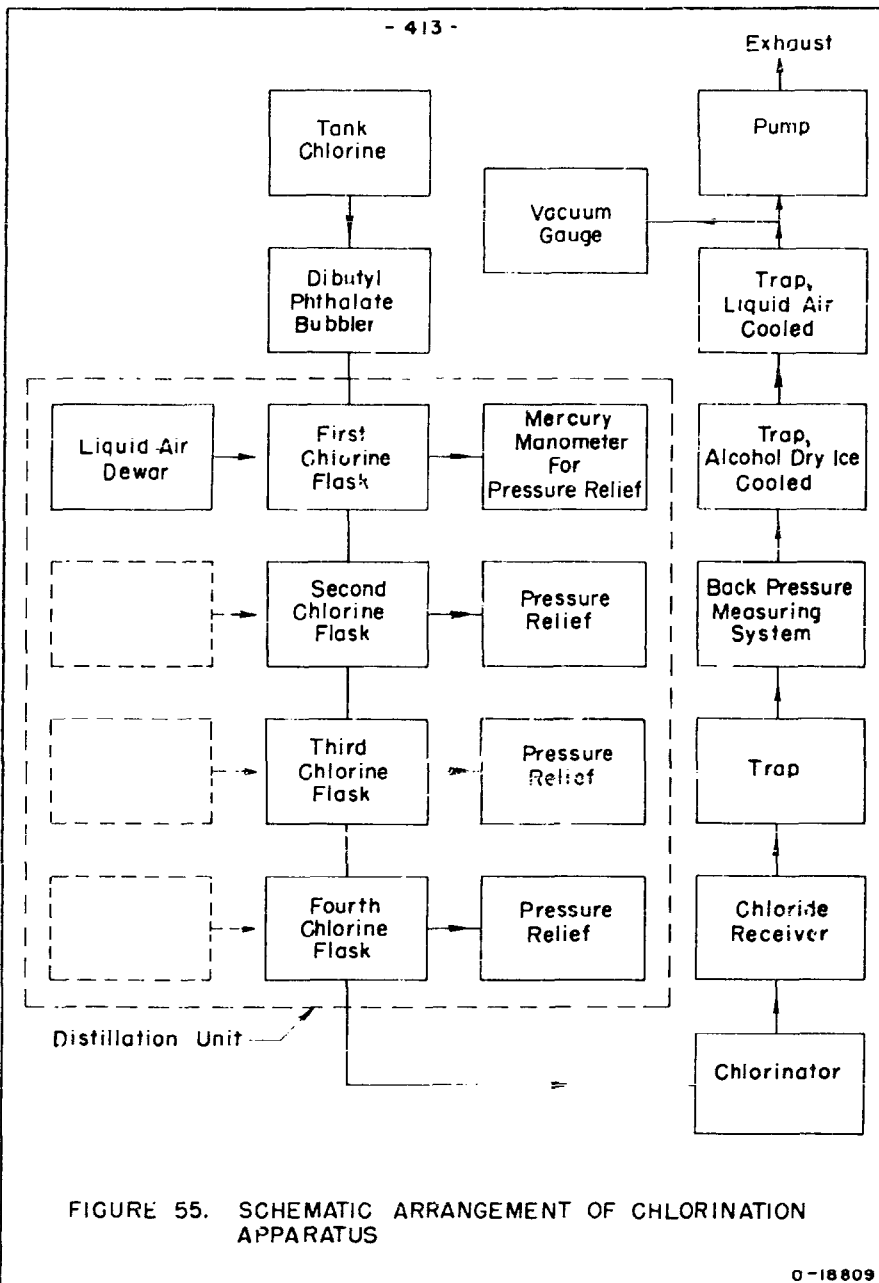 - 413 -
Exhaust
Tank
Chlorine
Pump
Vacuum
Gauge
Dibutyl
Phthalate
Bubbler
Trap,
Liquid Air
Cooled
Liquid Air
Dewar
First
Chlorine
Flask
Mercury
Manometer
For
Pressure Relief
Trap,
Alcohol Dry Ice
Cooled
Second
Chlorine
Flask
Pressure
Relief
Back Pressure
Measuring
System
Third
Chlorine
Flask
Pressure
Relief
Trap
Fourth
Chlorine
Flask
Pressure
Relief
Chloride
Receiver
Distillation Unit
Chlorinator
FIGURE 55. SCHEMATIC ARRANGEMENT OF CHLORINATION
APPARATUS
0-18809